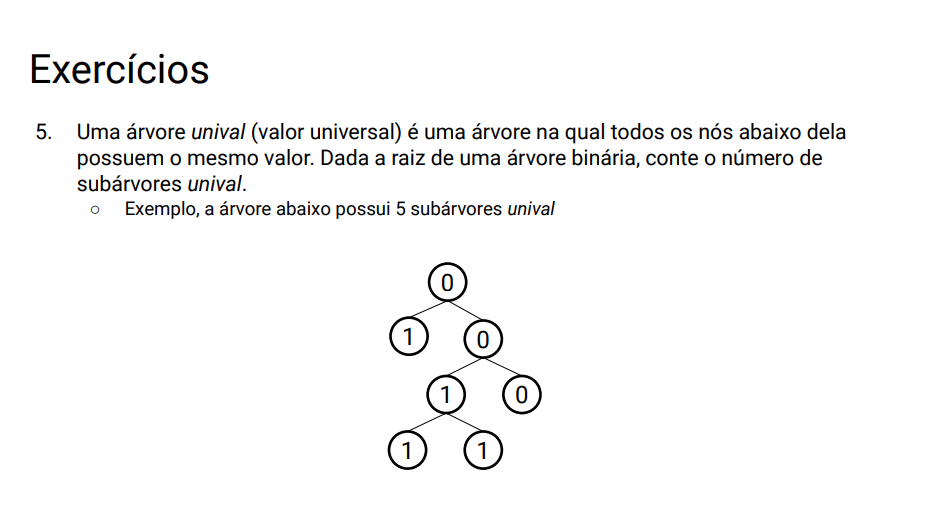 Exercícios
5. Uma árvore unival (valor universal) é uma árvore na qual todos os nós abaixo dela
possuem o mesmo valor. Dada a raiz de uma árvore binária, conte o número de
subárvores unival.
○ Exemplo, a árvore abaixo possui 5 subárvores unival
0
1 0
1 0
1 1